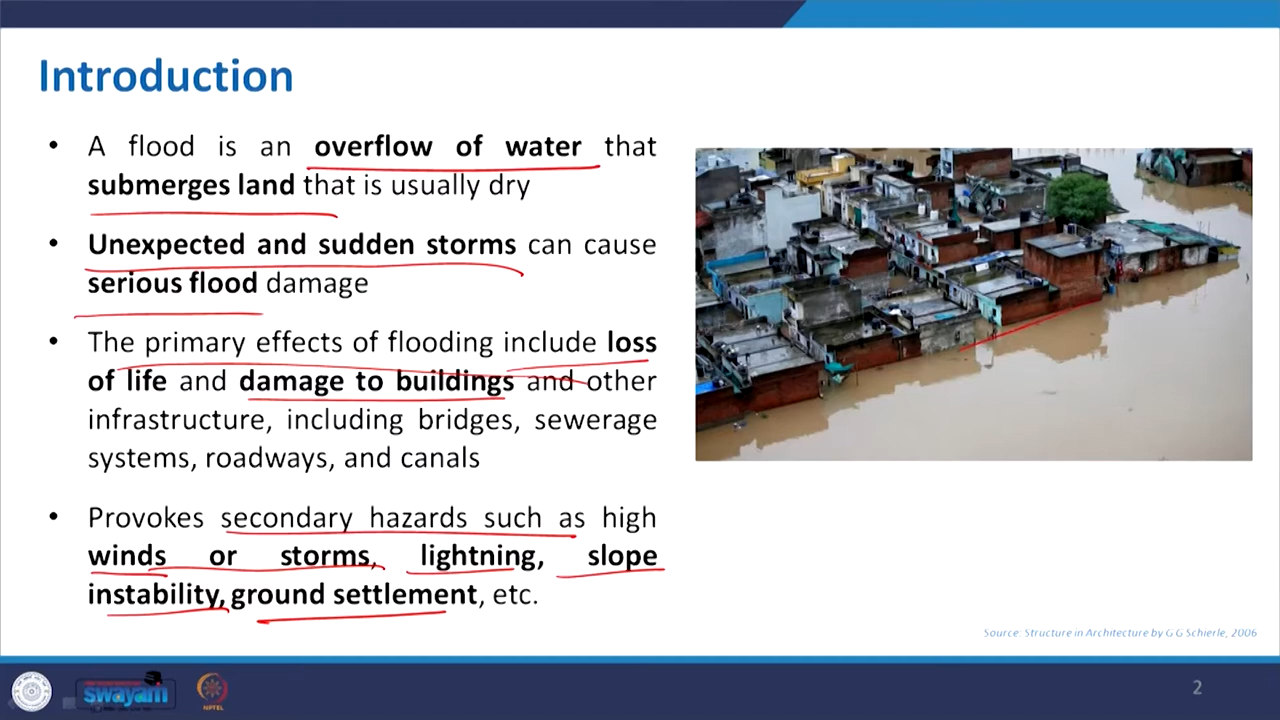 Introduction
• A flood is an overflow of water that
submerges land that is usually dry
• Unexpected and sudden storms can cause
serious flood damage
• The primary effects of flooding include loss
of life and damage to buildings and other
infrastructure, including bridges, sewerage
systems, roadways, and canals
• Provokes secondary hazards such as high
winds or storms, lightning, slope
instability, ground settlement, etc.
Source: Structure in Architecture by G G Schierle, 2006
swayam
NPTEL
2